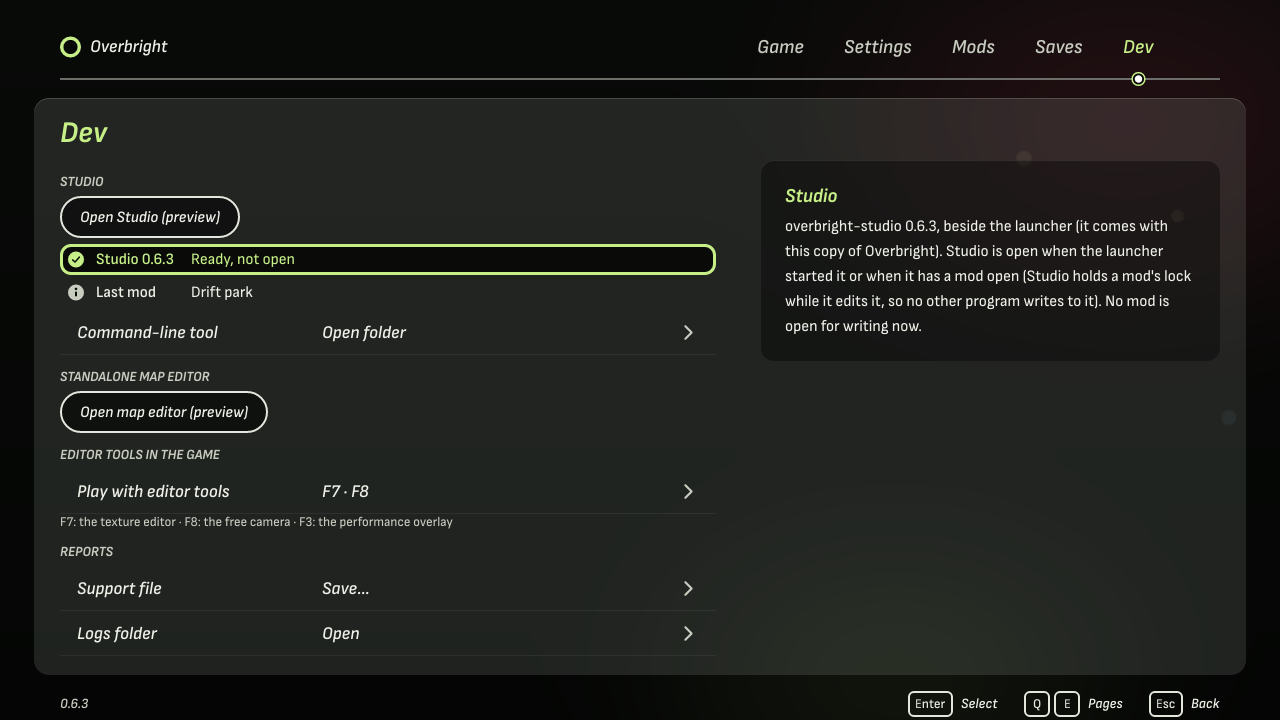 Overbright
Game Settings Mods Saves Dev
Dev
STUDIO
Open Studio (preview)
Studio 0.6.3 Ready, not open
Last mod Drift park
Command-line tool Open folder
STANDALONE MAP EDITOR
Open map editor (preview)
EDITOR TOOLS IN THE GAME
Play with editor tools F7 · F8
F7: the texture editor · F8: the free camera · F3: the performance overlay
REPORTS
Support file Save...
Logs folder Open
Studio
overbright-studio 0.6.3, beside the launcher (it comes with
this copy of Overbright). Studio is open when the launcher
started it or when it has a mod open (Studio holds a mod's lock
while it edits it, so no other program writes to it). No mod is
open for writing now.
0.6.3
Enter Select Q E Pages Esc Back